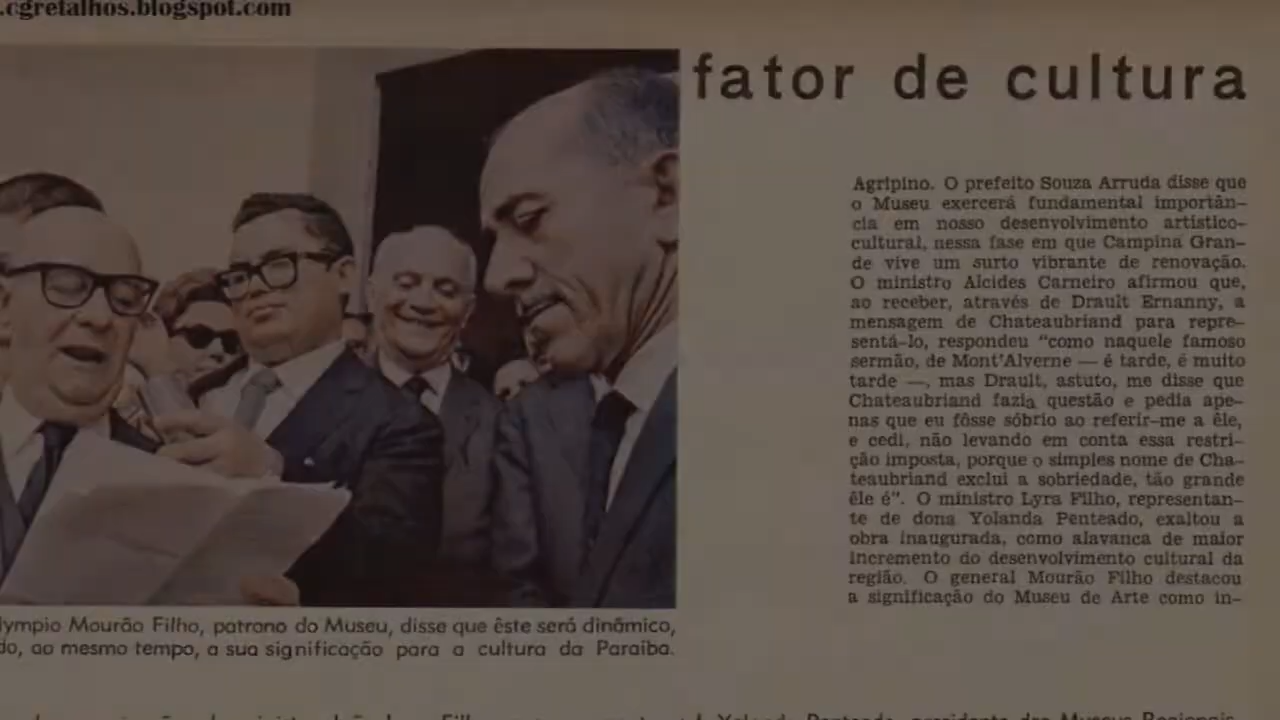 .cgretalhos.blogspot.com
fator de cultura
Agripino. O prefeito Souza Arruda disse que
o Museu exercerá fundamental importân-
cia em nosso desenvolvimento artístico-
cultural, nessa fase em que Campina Gran-
de vive um surto vibrante de renovação.
O ministro Alcides Carneiro afirmou que,
ao receber, através de Drault Ernanny, a
mensagem de Chateaubriand para repre-
sentá-lo, respondeu "como naquele famoso
sermão, de Mont'Alverne — é tarde, é muito
tarde —, mas Drault, astuto, me disse que
Chateaubriand fazia questão e pedia ape-
nas que eu fôsse sóbrio ao referir-me a êle,
e cedi, não levando em conta essa restri-
ção imposta, porque o simples nome de Cha-
teaubriand exclui a sobriedade, tão grande
êle é". O ministro Lyra Filho, representan-
te de dona Yolanda Penteado, exaltou a
obra inaugurada, como alavanca de maior
incremento do desenvolvimento cultural da
região. O general Mourão Filho destacou
a significação do Museu de Arte como in-
lympio Mourão Filho, patrono do Museu, disse que êste será dinâmico,
do, ao mesmo tempo, a sua significação para a cultura da Paraíba.